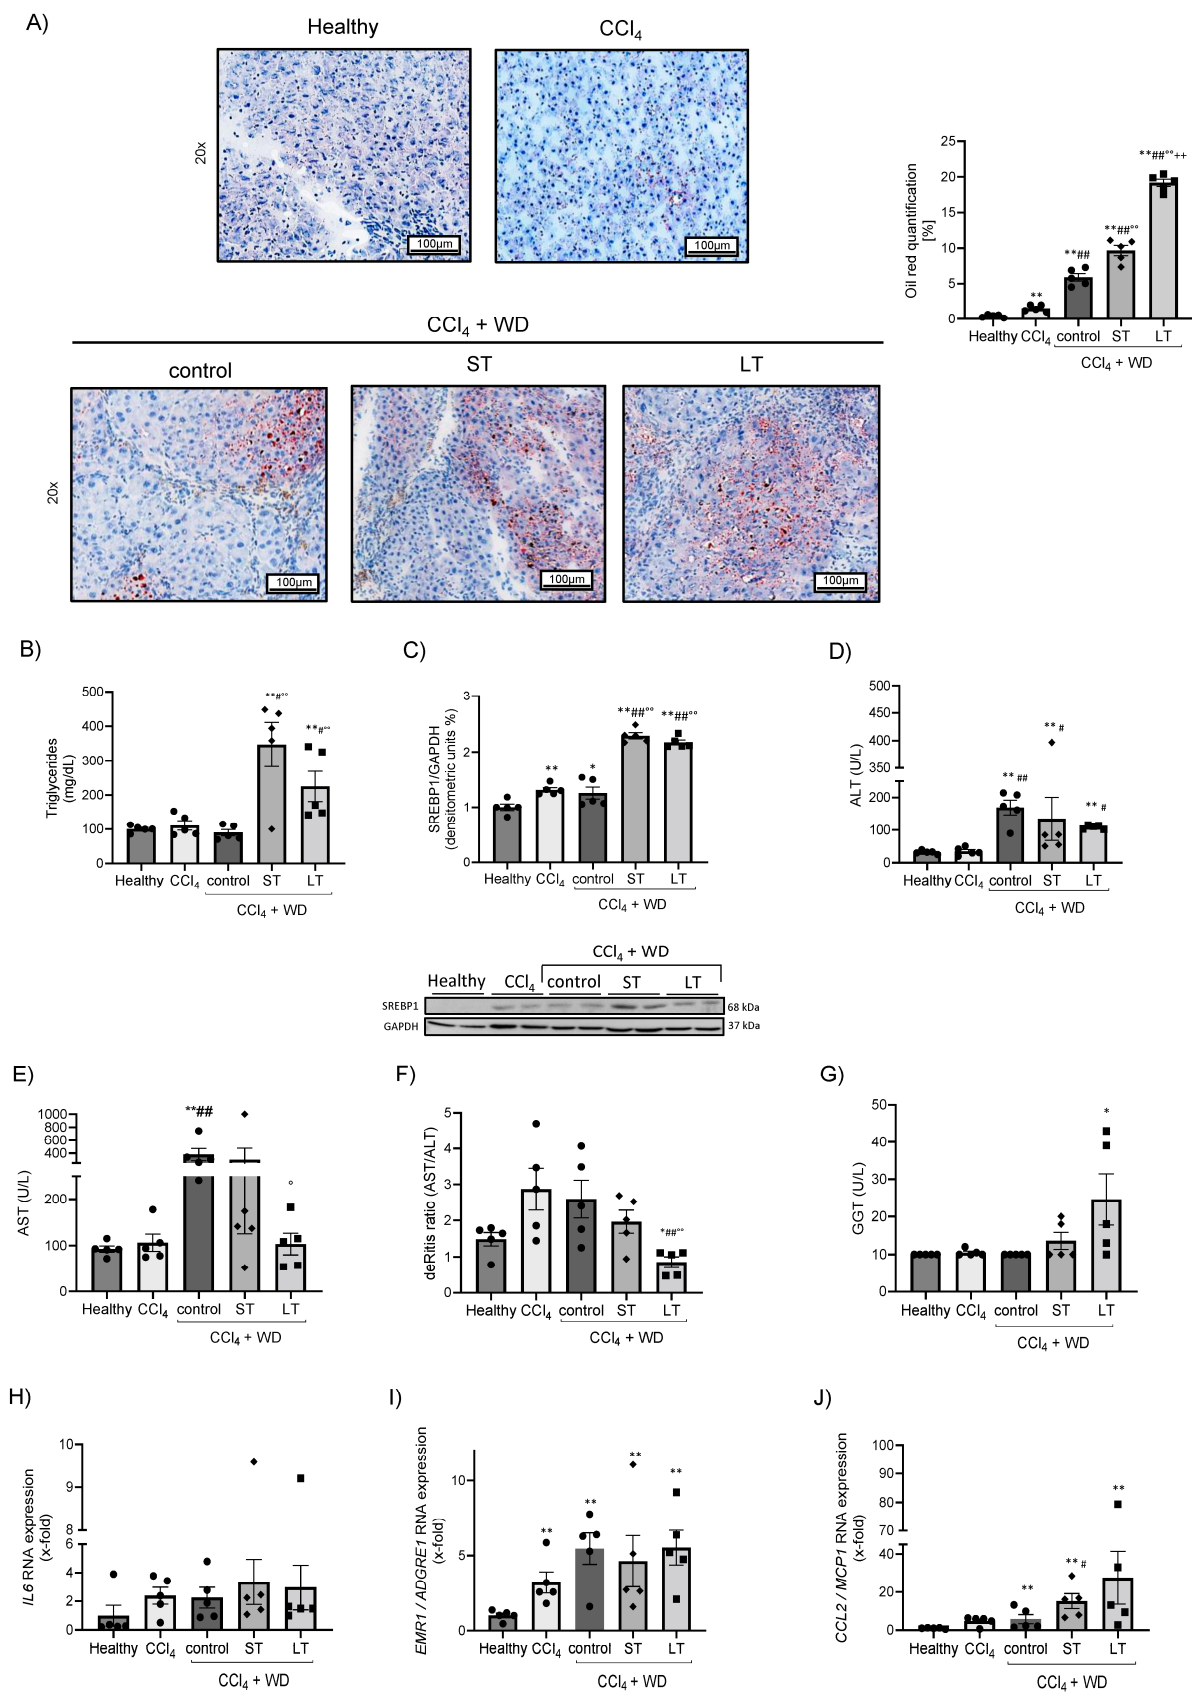 A)
Healthy
CCl₄
20x
100µm
100µm
Oil red quantification
[%]
25
20
15
10
5
0
**
**##
**##°°
**##°°++
Healthy CCl₄ control ST LT
CCl₄ + WD
CCl₄ + WD
control
ST
LT
20x
100µm
100µm
100µm
B)
Triglycerides
(mg/dL)
500
400
300
200
100
0
**#°°
**#°°
Healthy CCl₄ control ST LT
CCl₄ + WD
C)
SREBP1/GAPDH
(densitometric units %)
3
2
1
0
**
*
**##°°
**##°°
Healthy CCl₄ control ST LT
CCl₄ + WD
CCl₄ + WD
Healthy CCl₄ control ST LT
SREBP1
68 kDa
GAPDH
37 kDa
D)
ALT (U/L)
500
450
400
350
200
100
0
** ##
** #
** #
Healthy CCl₄ control ST LT
CCl₄ + WD
E)
AST (U/L)
1000
800
600
400
200
100
0
**##
°
Healthy CCl₄ control ST LT
CCl₄ + WD
F)
deRitis ratio (AST/ALT)
5
4
3
2
1
0
*##°°
Healthy CCl₄ control ST LT
CCl₄ + WD
G)
GGT (U/L)
50
40
30
20
10
0
*
Healthy CCl₄ control ST LT
CCl₄ + WD
H)
IL6 RNA expression
(x-fold)
10
9
8
6
4
2
0
Healthy CCl₄ control ST LT
CCl₄ + WD
I)
EMR1 / ADGRE1 RNA expression
(x-fold)
10
5
0
**
**
**
**
Healthy CCl₄ control ST LT
CCl₄ + WD
J)
CCL2 / MCP1 RNA expression
(x-fold)
100
90
80
70
40
20
0
**
** #
**
Healthy CCl₄ control ST LT
CCl₄ + WD